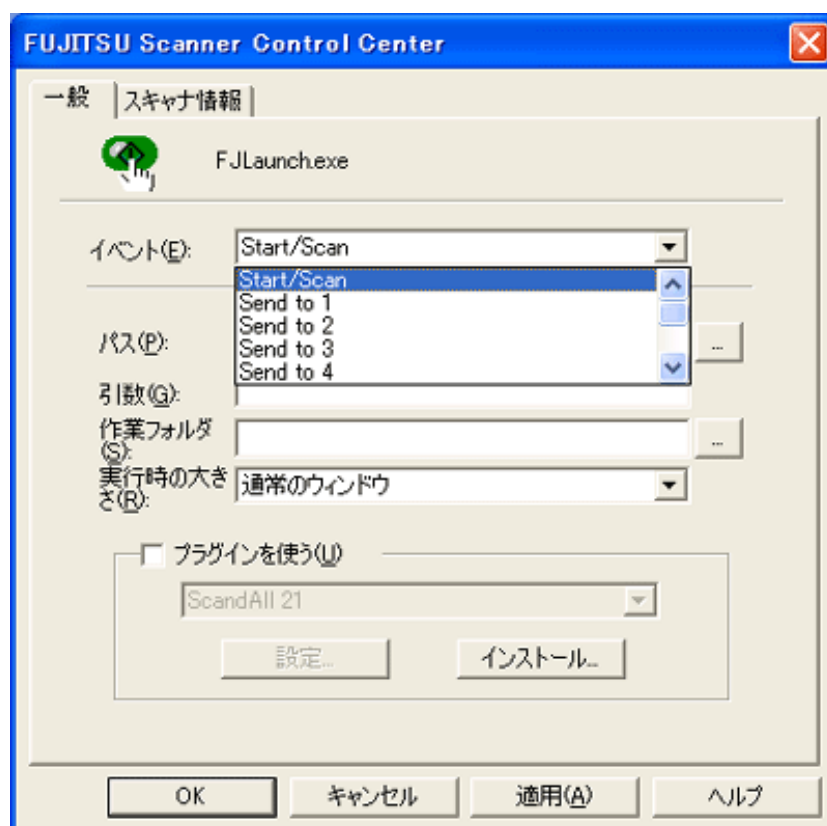 FUJITSU Scanner Control Center
一般 スキャナ情報
FJLaunch.exe
イベント(E): Start/Scan
Start/Scan
Send to 1
Send to 2
Send to 3
Send to 4
パス(P): ...
引数(G):
作業フォルダ
(S): ...
実行時の大き
さ(R): 通常のウィンドウ
プラグインを使う(U)
ScandAll 21
設定... インストール...
OK キャンセル 適用(A) ヘルプ